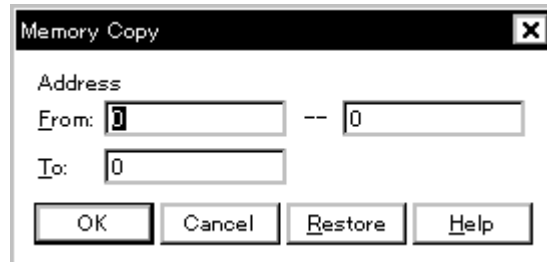 Memory Copy
Address
From: 0 -- 0
To: 0
OK Cancel Restore Help